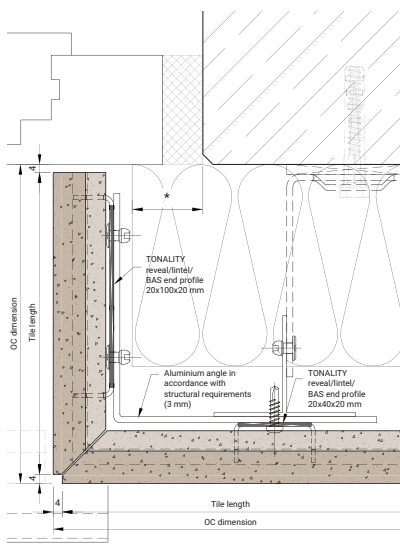 4
*
TONALITY
reveal/lintel/
BAS end profile
20x100x20 mm
OC dimension
Tile length
Aluminium angle in
accordance with
structural requirements
(3 mm)
TONALITY
reveal/lintel/
BAS end profile
20x40x20 mm
4
4
Tile length
OC dimension